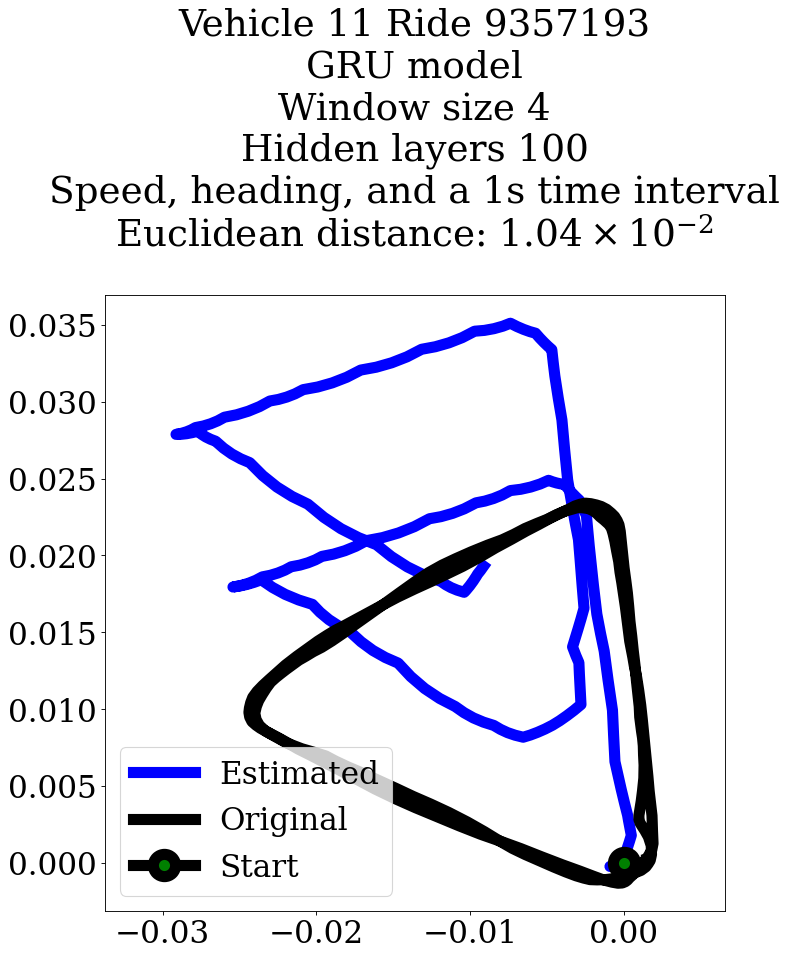 Vehicle 11 Ride 9357193
GRU model
Window size 4
Hidden layers 100
Speed, heading, and a 1s time interval
Euclidean distance: 1.04 × 10⁻²
0.035
0.030
0.025
0.020
0.015
0.010
0.005
0.000
Estimated
Original
Start
−0.03 −0.02 −0.01 0.00